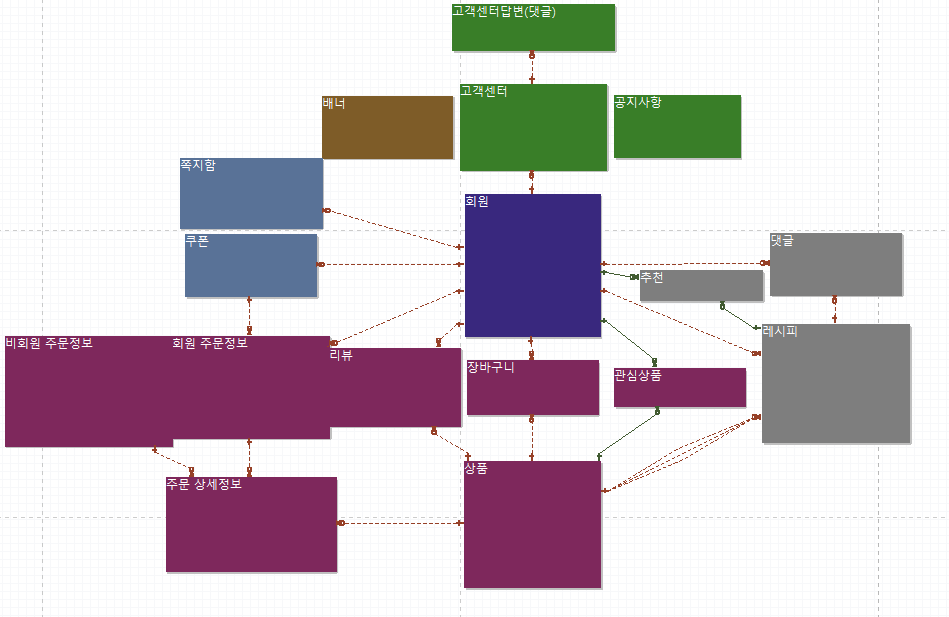 고객센터답변(댓글)
고객센터
배너
공지사항
쪽지함
회원
쿠폰
댓글
추천
레시피
비회원 주문정보
회원 주문정보
리뷰
장바구니
관심상품
상품
주문 상세정보